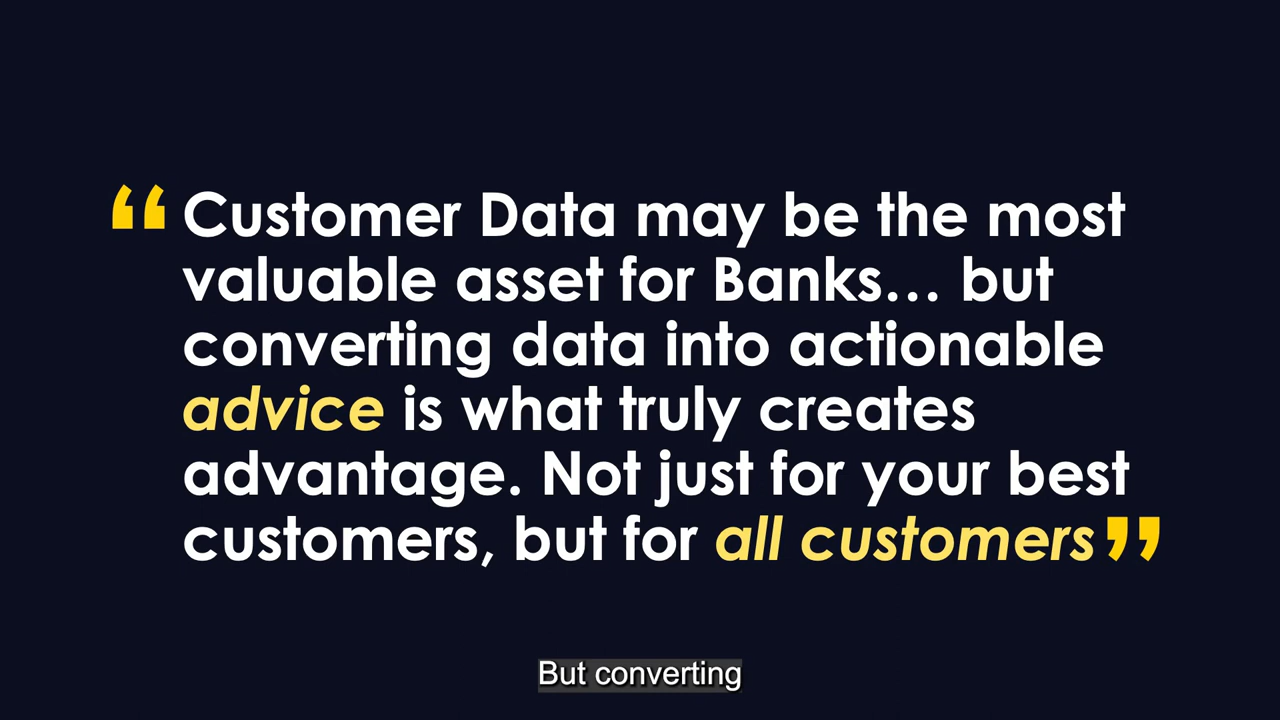 “Customer Data may be the most
valuable asset for Banks… but
converting data into actionable
advice is what truly creates
advantage. Not just for your best
customers, but for all customers”
But converting